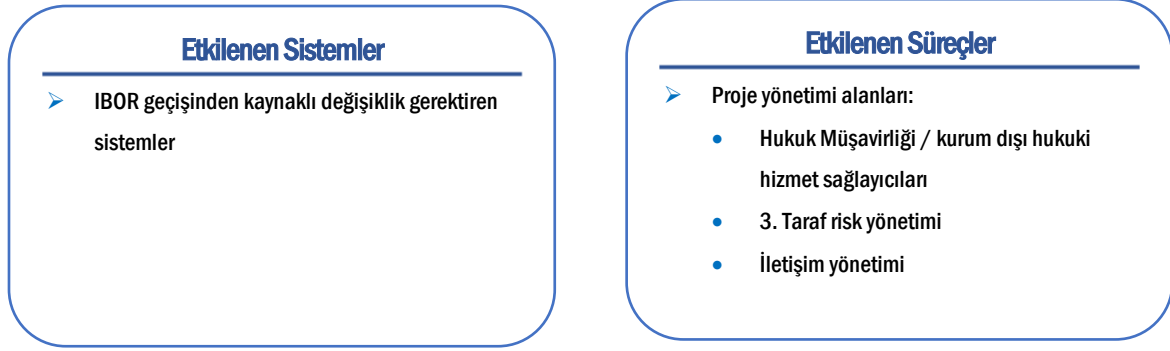 Etkilenen Sistemler
➢ IBOR geçişinden kaynaklı değişiklik gerektiren
sistemler
Etkilenen Süreçler
➢ Proje yönetimi alanları:
• Hukuk Müşavirliği / kurum dışı hukuki
hizmet sağlayıcıları
• 3. Taraf risk yönetimi
• İletişim yönetimi